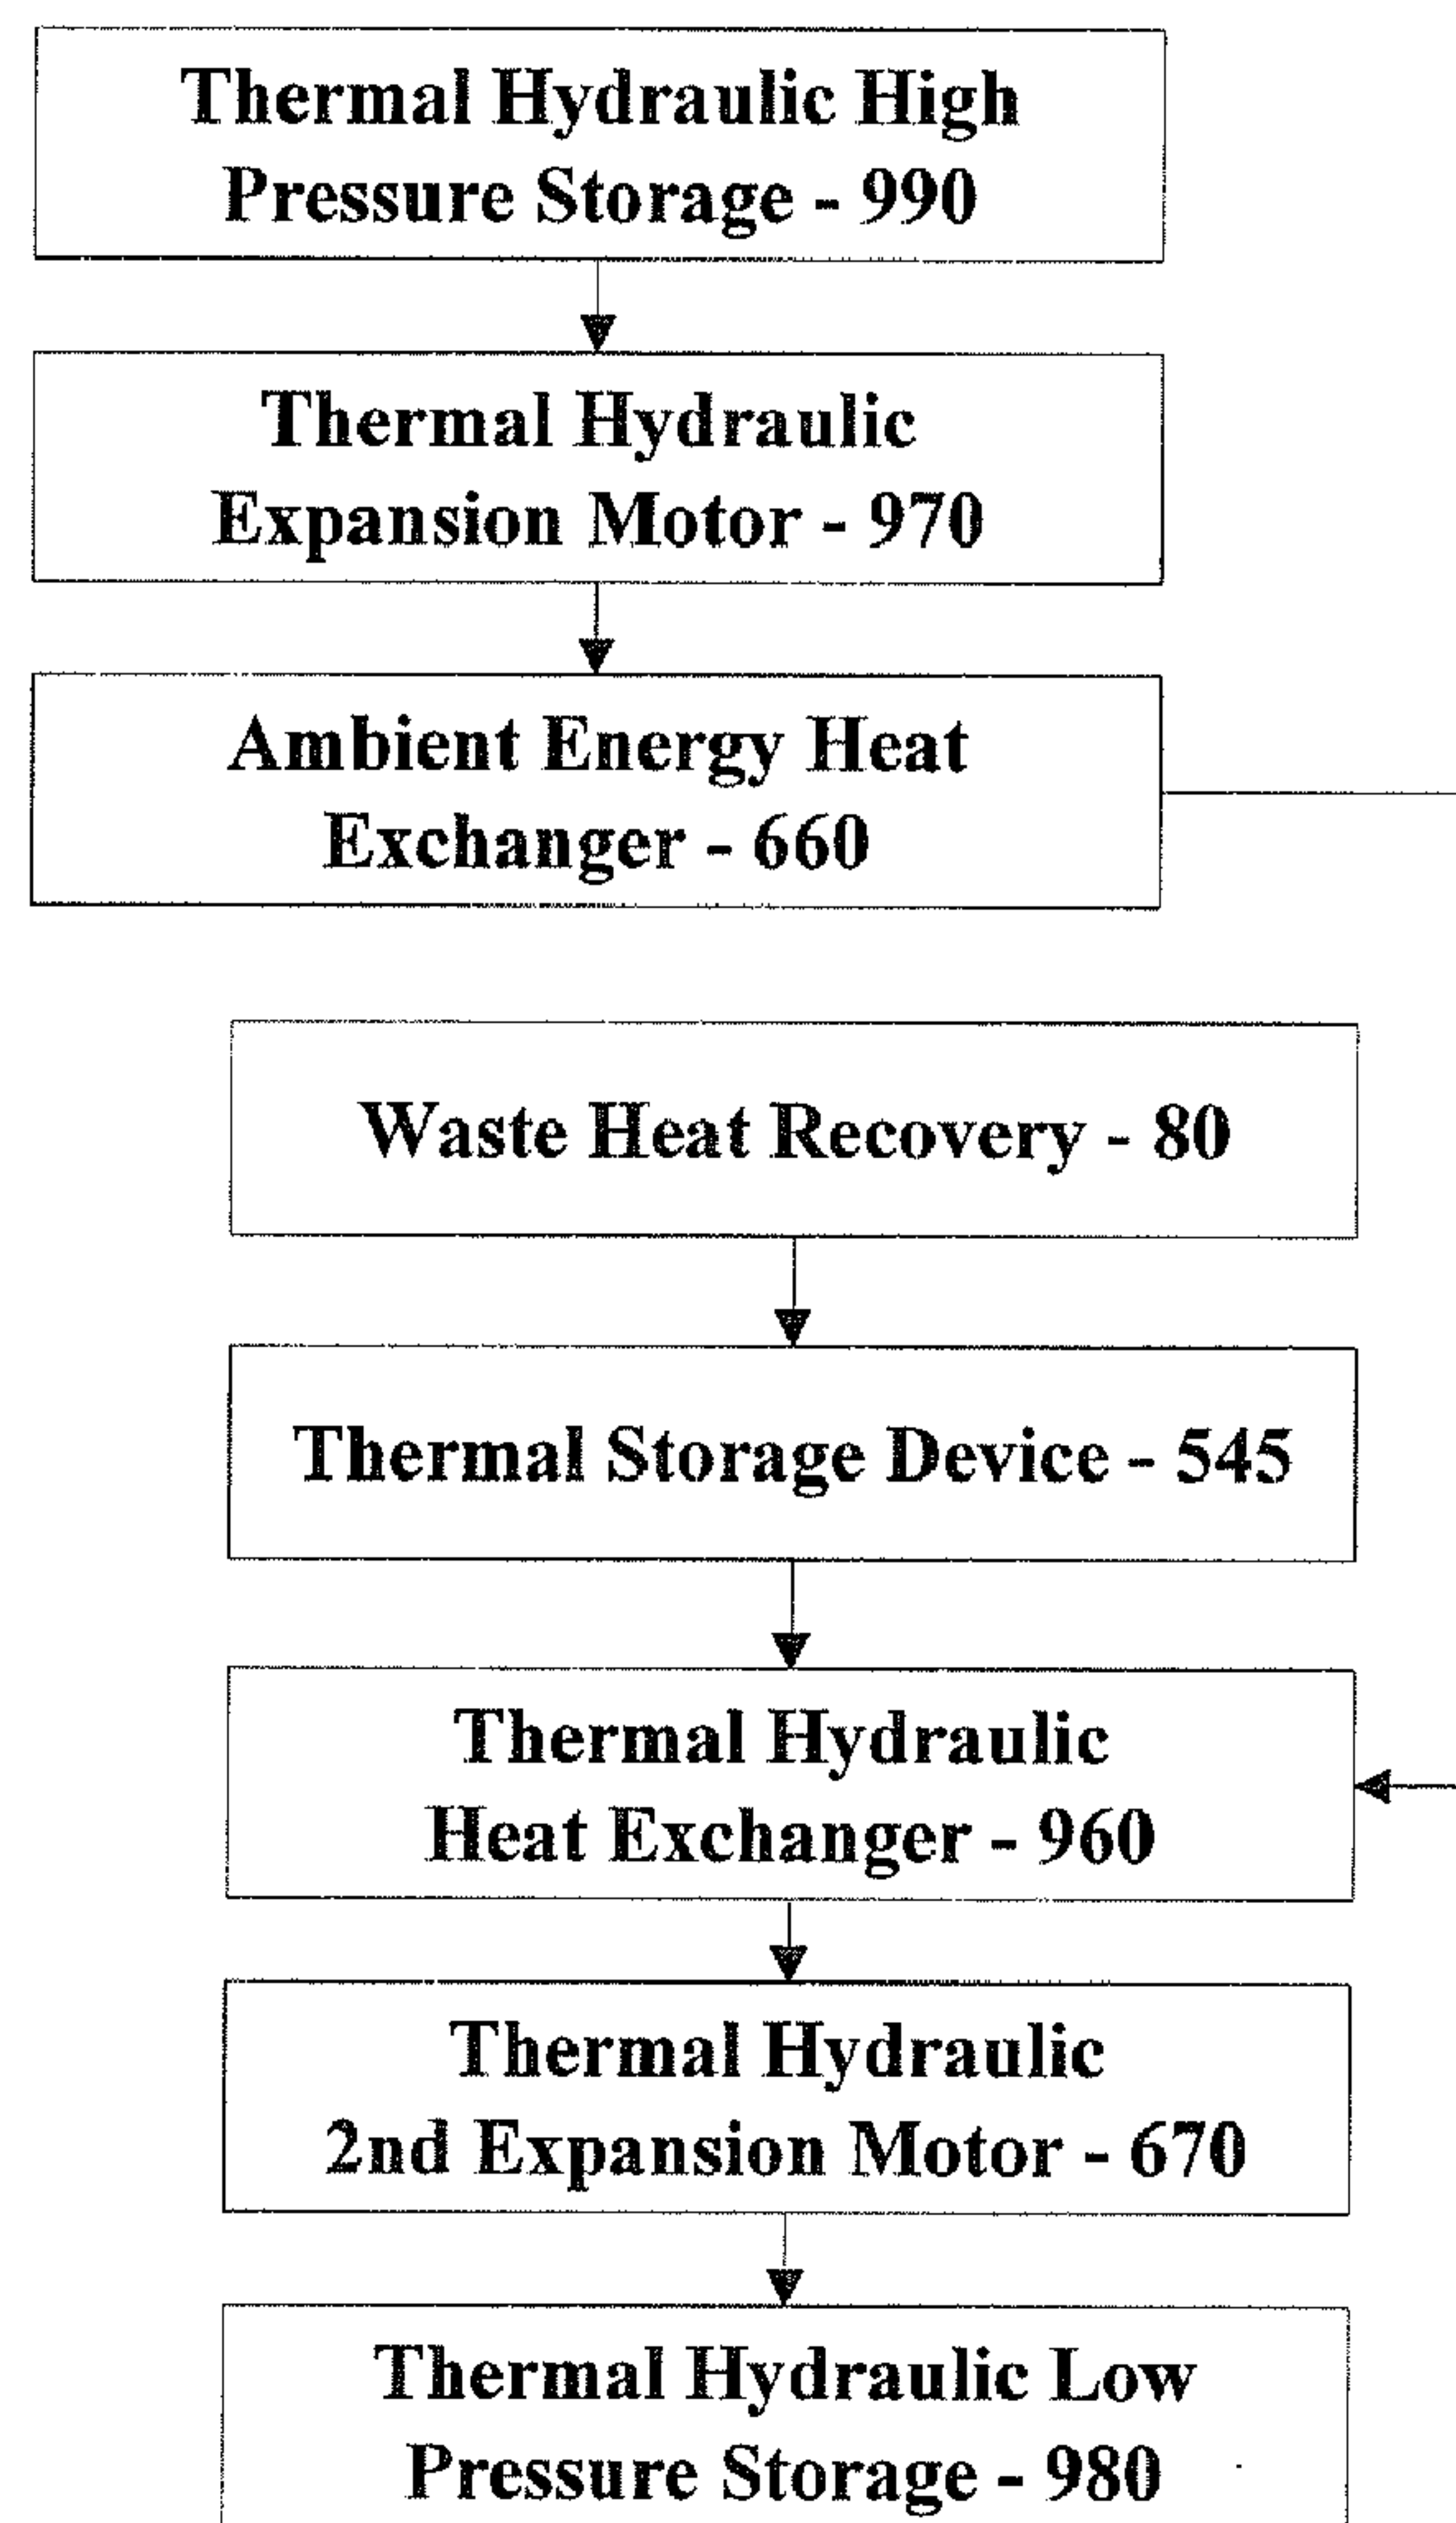 Thermal Hydraulic High
Pressure Storage - 990
Thermal Hydraulic
Expansion Motor - 970
Ambient Energy Heat
Exchanger - 660
Waste Heat Recovery - 80
Thermal Storage Device - 545
Thermal Hydraulic
Heat Exchanger - 960
Thermal Hydraulic
2nd Expansion Motor - 670
Thermal Hydraulic Low
Pressure Storage - 980